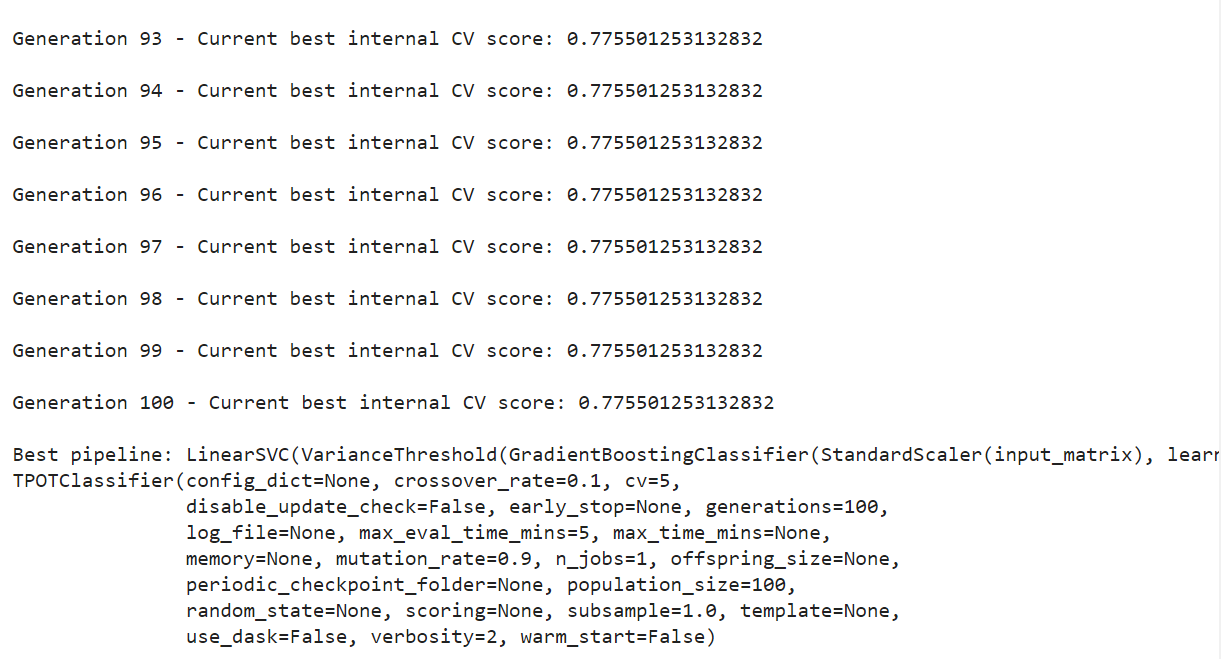 Generation 93 - Current best internal CV score: 0.775501253132832
Generation 94 - Current best internal CV score: 0.775501253132832
Generation 95 - Current best internal CV score: 0.775501253132832
Generation 96 - Current best internal CV score: 0.775501253132832
Generation 97 - Current best internal CV score: 0.775501253132832
Generation 98 - Current best internal CV score: 0.775501253132832
Generation 99 - Current best internal CV score: 0.775501253132832
Generation 100 - Current best internal CV score: 0.775501253132832
Best pipeline: LinearSVC(VarianceThreshold(GradientBoostingClassifier(StandardScaler(input_matrix), learn
TPOTClassifier(config_dict=None, crossover_rate=0.1, cv=5,
disable_update_check=False, early_stop=None, generations=100,
log_file=None, max_eval_time_mins=5, max_time_mins=None,
memory=None, mutation_rate=0.9, n_jobs=1, offspring_size=None,
periodic_checkpoint_folder=None, population_size=100,
random_state=None, scoring=None, subsample=1.0, template=None,
use_dask=False, verbosity=2, warm_start=False)